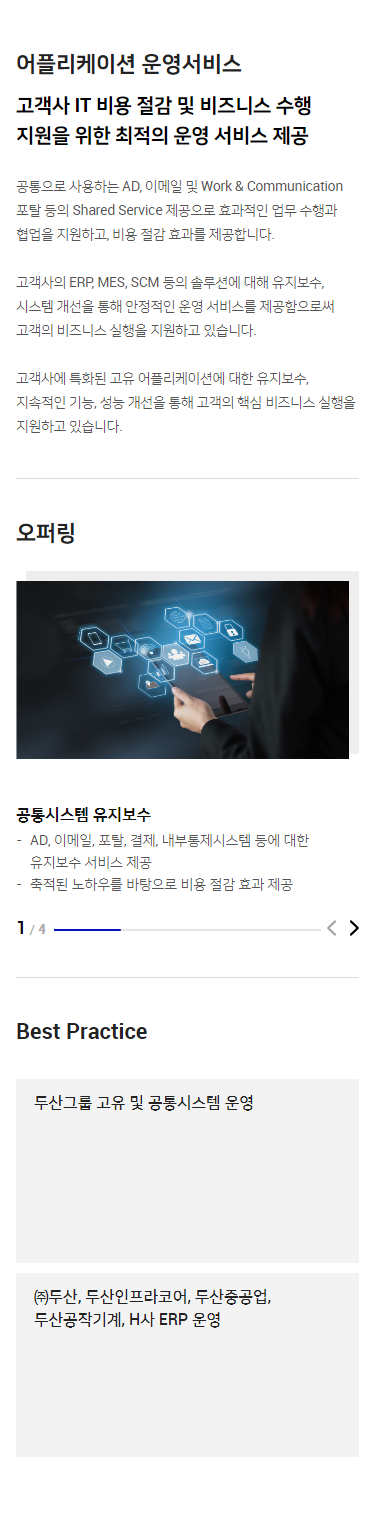 어플리케이션 운영서비스
고객사 IT 비용 절감 및 비즈니스 수행
지원을 위한 최적의 운영 서비스 제공
공통으로 사용하는 AD, 이메일 및 Work & Communication
포탈 등의 Shared Service 제공으로 효과적인 업무 수행과
협업을 지원하고, 비용 절감 효과를 제공합니다.
고객사의 ERP, MES, SCM 등의 솔루션에 대해 유지보수,
시스템 개선을 통해 안정적인 운영 서비스를 제공함으로써
고객의 비즈니스 실행을 지원하고 있습니다.
고객사에 특화된 고유 어플리케이션에 대한 유지보수,
지속적인 기능, 성능 개선을 통해 고객의 핵심 비즈니스 실행을
지원하고 있습니다.
오퍼링
공통시스템 유지보수
- AD, 이메일, 포탈, 결제, 내부통제시스템 등에 대한
유지보수 서비스 제공
- 축적된 노하우를 바탕으로 비용 절감 효과 제공
1 / 4
Best Practice
두산그룹 고유 및 공통시스템 운영
㈜두산, 두산인프라코어, 두산중공업,
두산공작기계, H사 ERP 운영